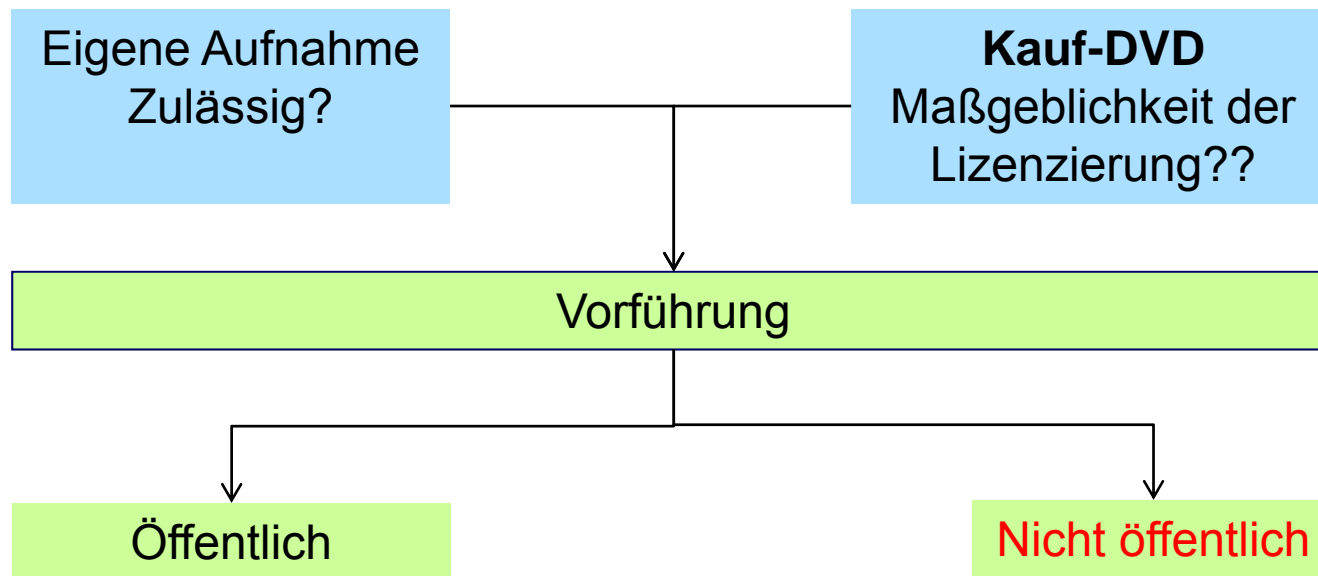 Eigene Aufnahme
Zulässig?
Kauf-DVD
Maßgeblichkeit der
Lizenzierung??
Vorführung
Öffentlich
Nicht öffentlich